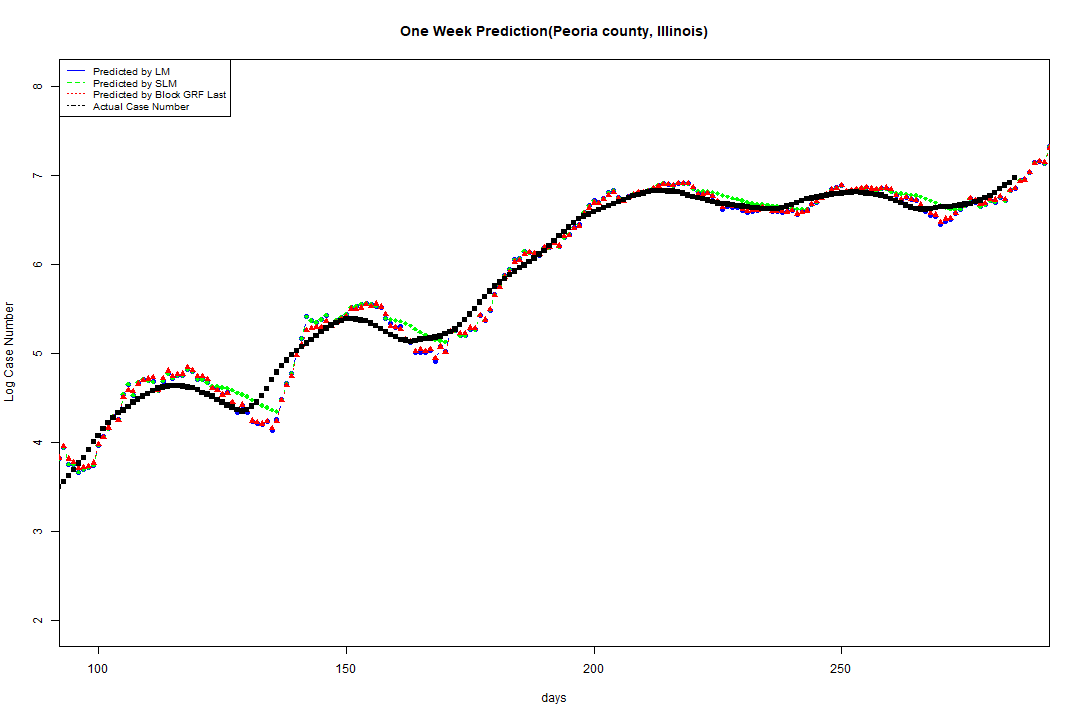 One Week Prediction(Peoria county, Illinois)
Predicted by LM
Predicted by SLM
Predicted by Block GRF Last
Actual Case Number
Log Case Number
8
7
6
5
4
3
2
100 150 200 250
days